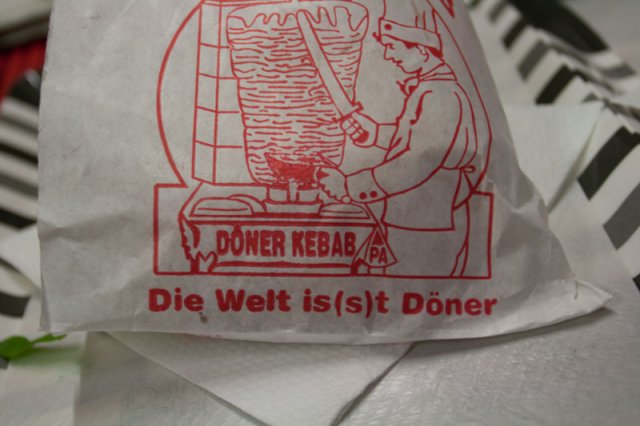 DÖNER KEBAB
PA
Die Welt is(s)t Döner